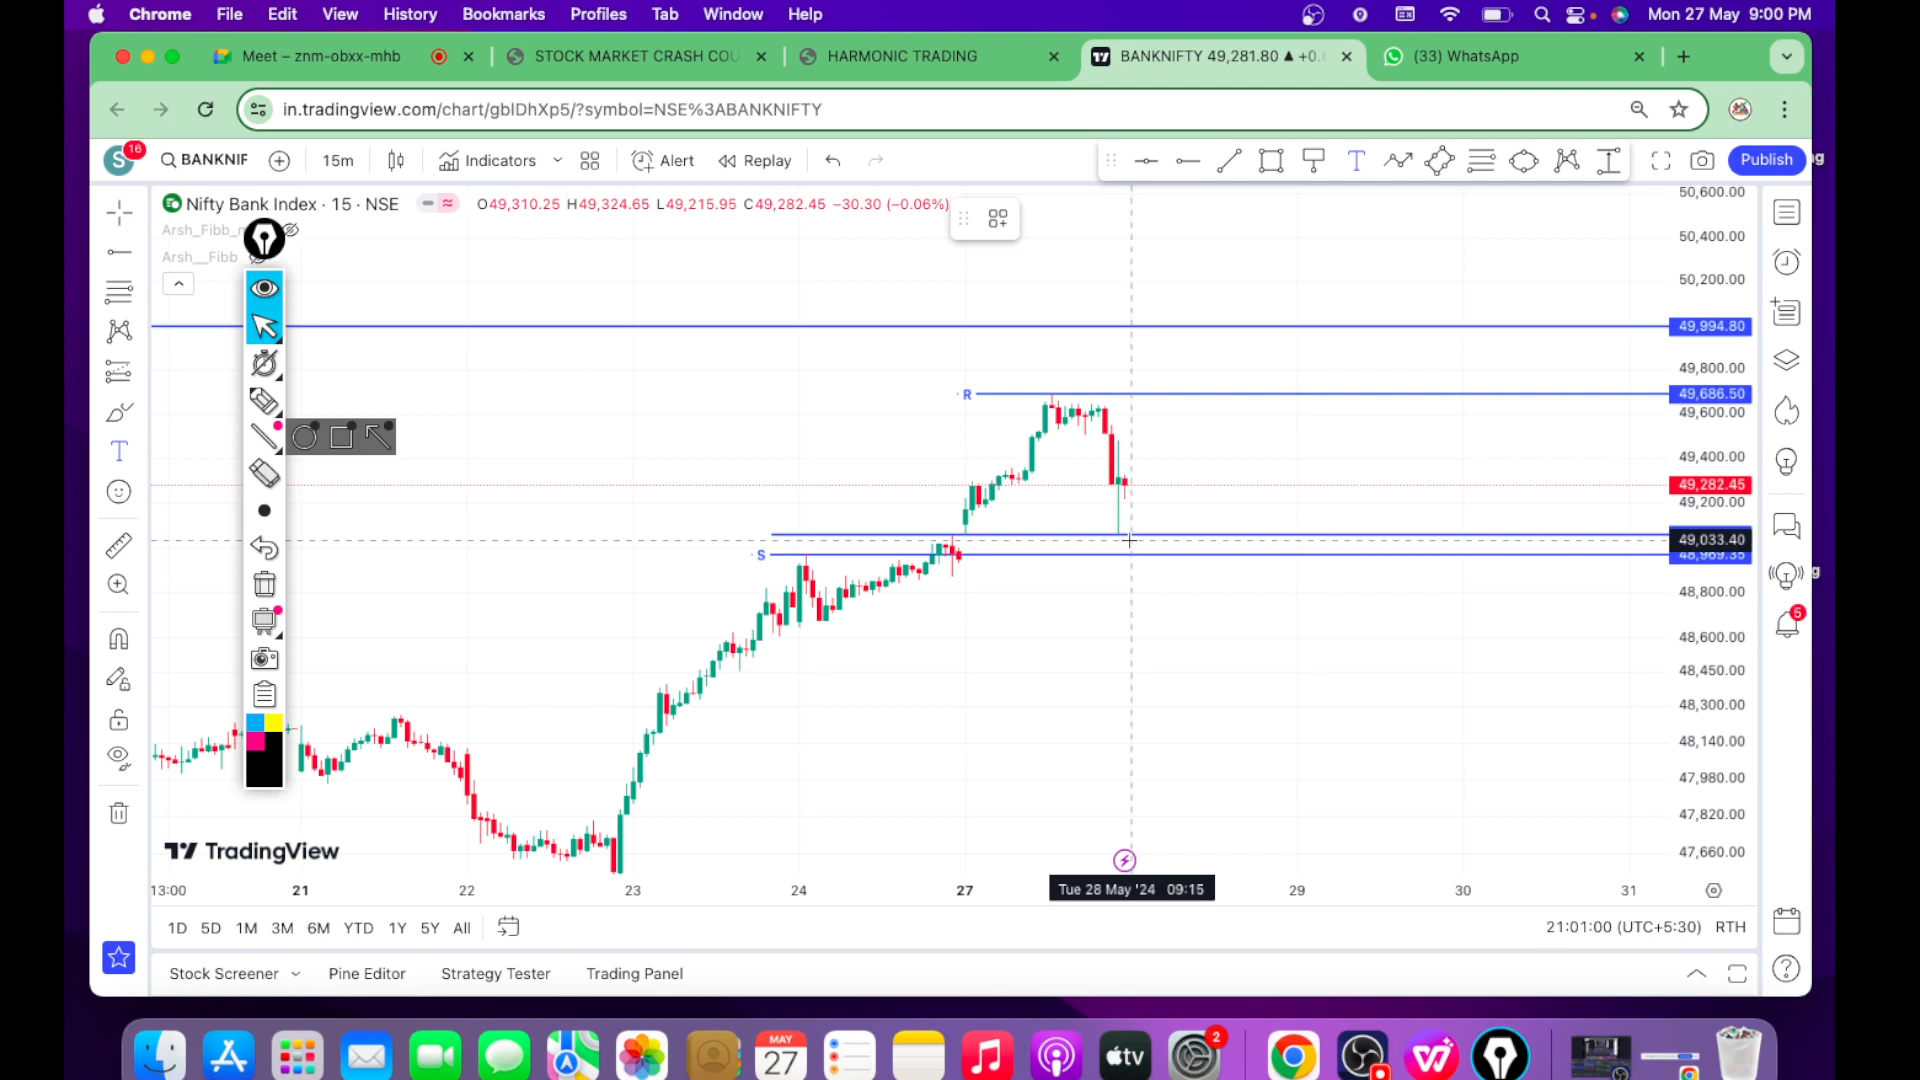 Chrome File Edit View History Bookmarks Profiles Tab Window Help Mon 27 May 9:00 PM
Meet – znm-obxx-mhb STOCK MARKET CRASH COU HARMONIC TRADING BANKNIFTY 49,281.80 ▲ +0. (33) WhatsApp
in.tradingview.com/chart/gblDhXp5/?symbol=NSE%3ABANKNIFTY
S 16 BANKNIF 15m Indicators Alert Replay T Publish
Nifty Bank Index · 15 · NSE O49,310.25 H49,324.65 L49,215.95 C49,282.45 −30.30 (−0.06%)
Arsh_Fibb_
Arsh__Fibb
50,600.00
50,400.00
50,200.00
49,994.80
49,800.00
R 49,686.50
49,600.00
49,400.00
49,282.45
49,200.00
49,033.40
S 48,969.35
48,800.00
48,600.00
48,450.00
48,300.00
48,140.00
47,980.00
47,820.00
47,660.00
5
TradingView
13:00 21 22 23 24 27 Tue 28 May '24 09:15 29 30 31
1D 5D 1M 3M 6M YTD 1Y 5Y All 21:01:00 (UTC+5:30) RTH
Stock Screener Pine Editor Strategy Tester Trading Panel
MAY
27
tv
2